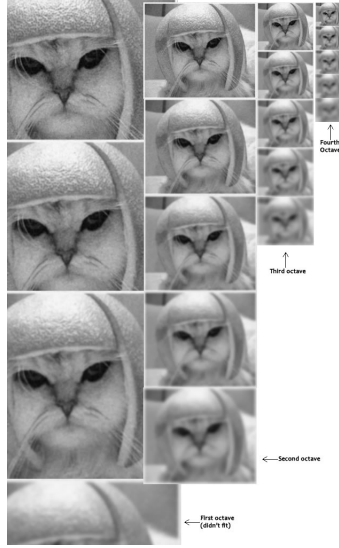 Fourth
Octave
Third octave
Second octave
First octave
(didn't fit)